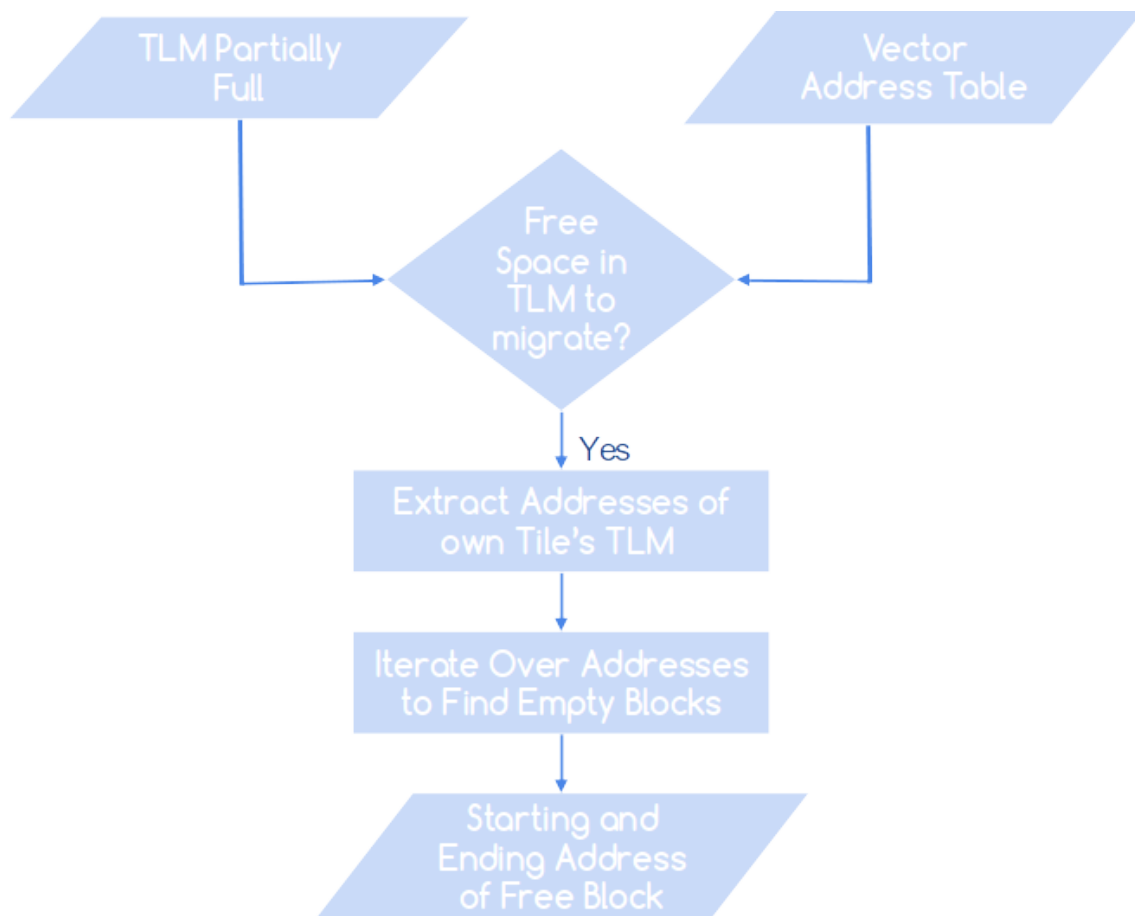 TLM Partially
Full
Vector
Address Table
Free
Space in
TLM to
migrate?
Yes
Extract Addresses of
own Tile's TLM
Iterate Over Addresses
to Find Empty Blocks
Starting and
Ending Address
of Free Block